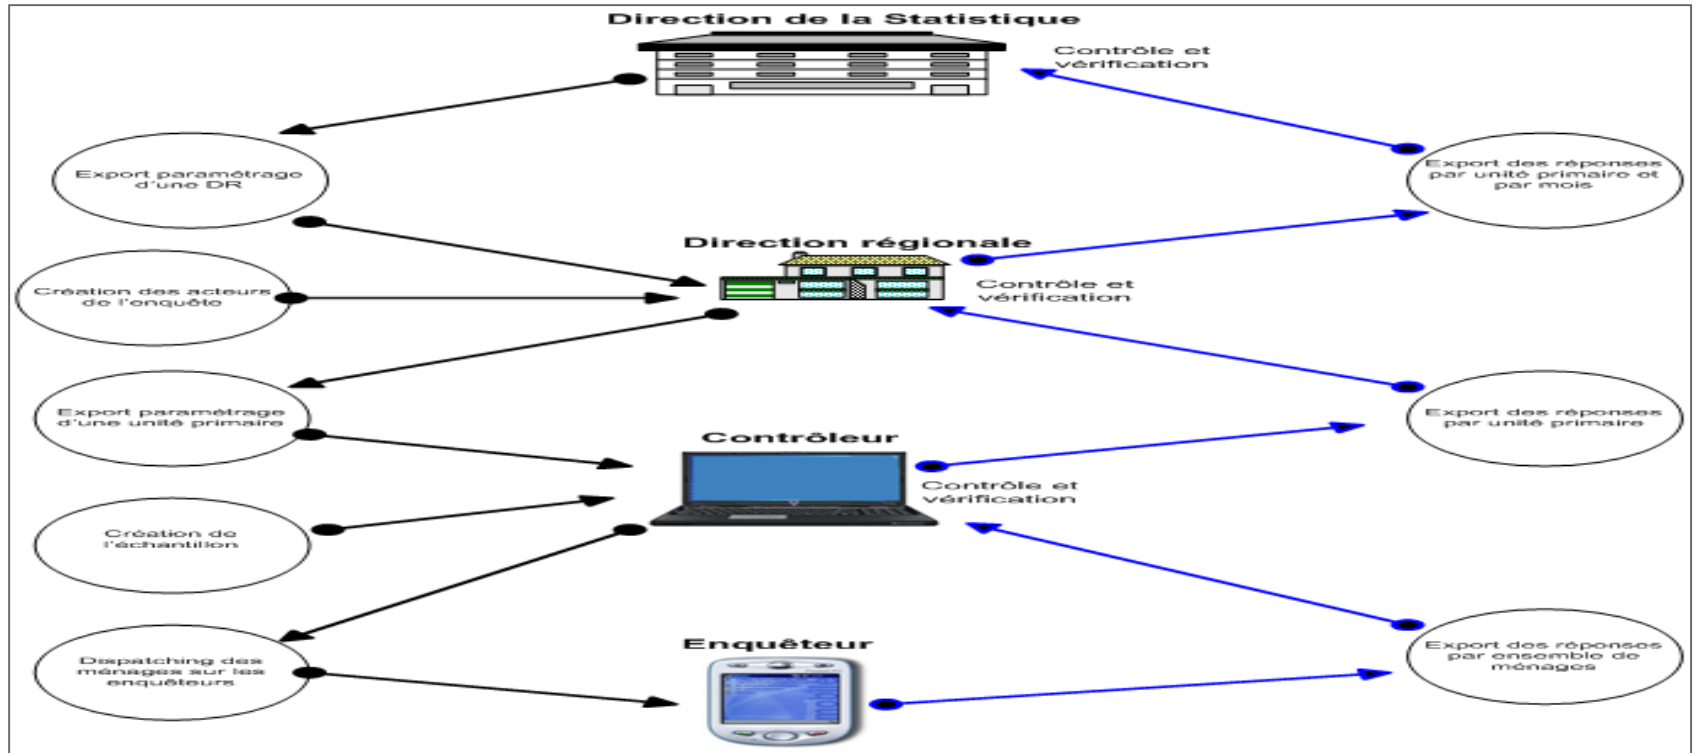 Direction de la Statistique
Contrôle et
vérification
Export paramétrage
d'une DR
Export des réponses
par unité primaire et
par mois
Direction régionale
Contrôle et
vérification
Création des acteurs
de l'enquête
Export paramétrage
d'une unité primaire
Export des réponses
par unité primaire
Contrôleur
Contrôle et
vérification
Création de
l'échantillon
Enquêteur
Dispatching des
ménages sur les
enquêteurs
Export des réponses
par ensemble de
ménages